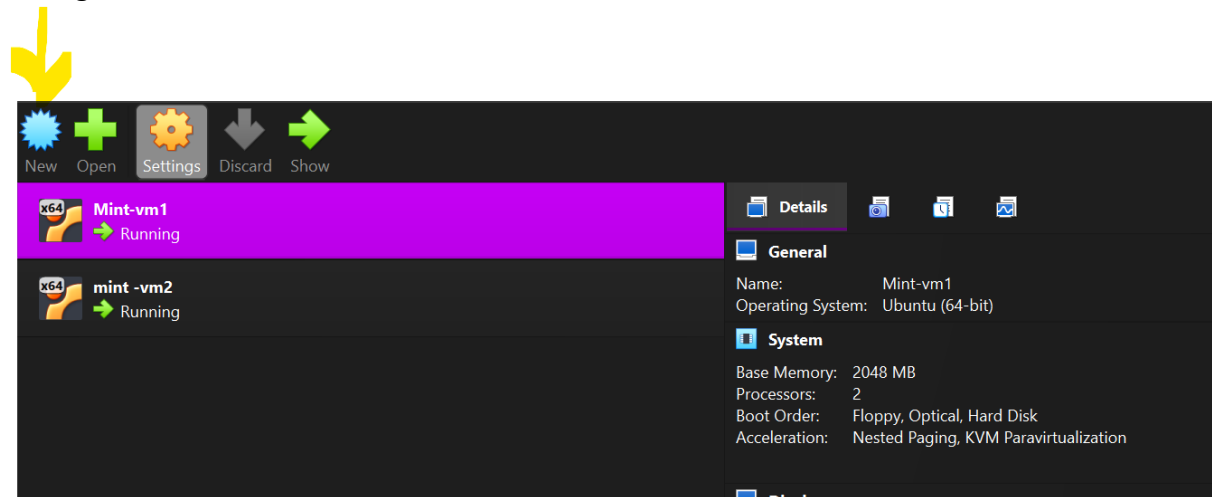 New Open Settings Discard Show
x64 Mint-vm1
Running
x64 mint -vm2
Running
Details
General
Name: Mint-vm1
Operating System: Ubuntu (64-bit)
System
Base Memory: 2048 MB
Processors: 2
Boot Order: Floppy, Optical, Hard Disk
Acceleration: Nested Paging, KVM Paravirtualization